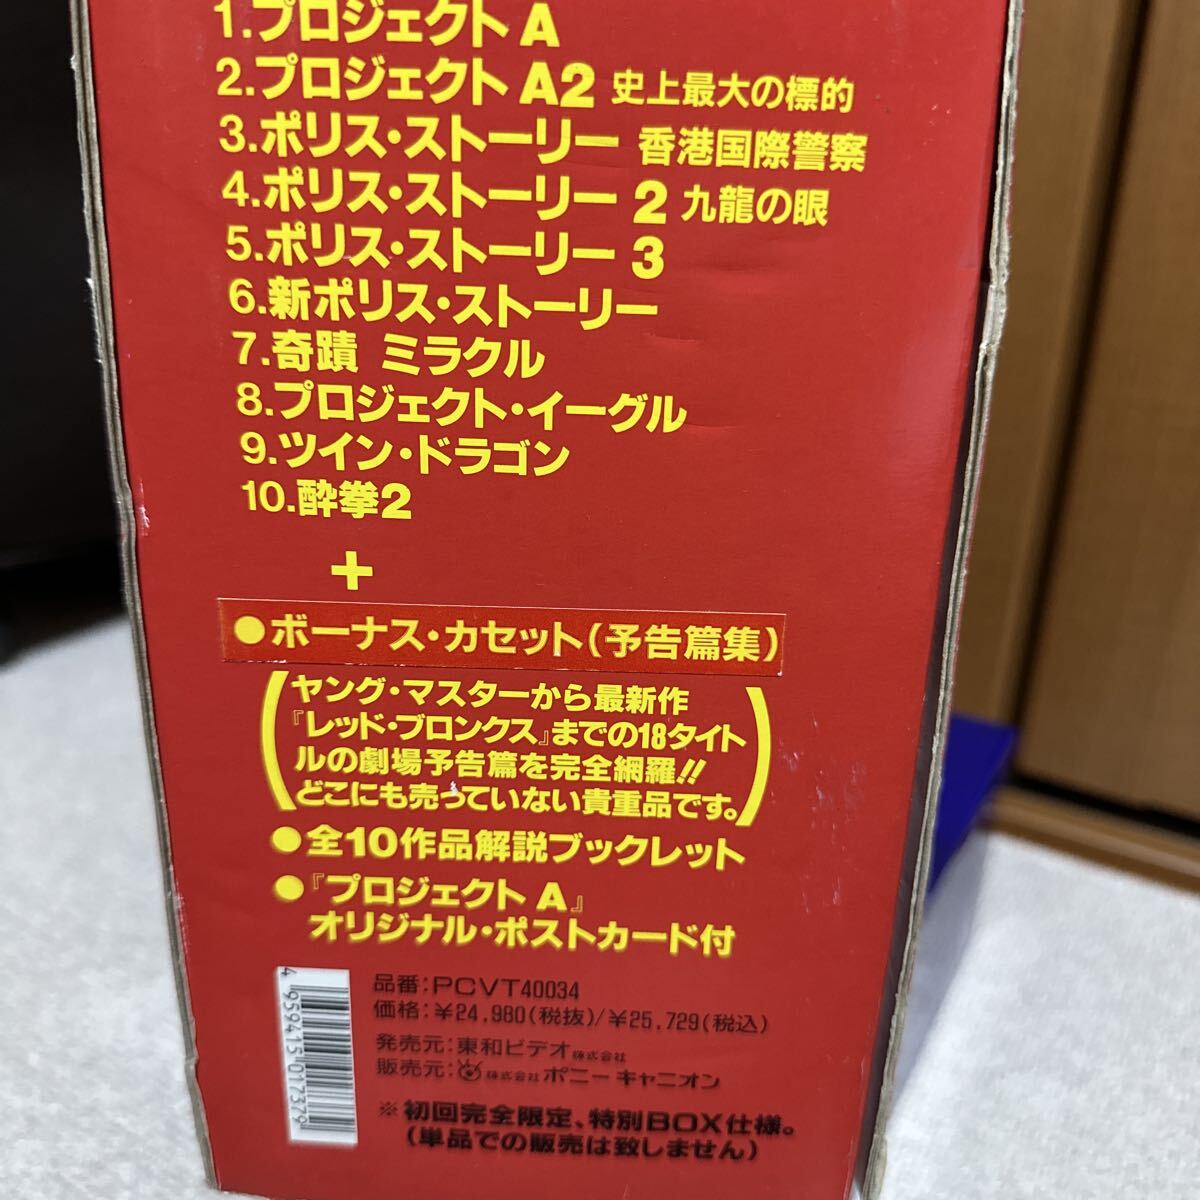 1.プロジェクト A
2.プロジェクト A2 史上最大の標的
3.ポリス・ストーリー 香港国際警察
4.ポリス・ストーリー 2 九龍の眼
5.ポリス・ストーリー 3
6.新ポリス・ストーリー
7.奇蹟 ミラクル
8.プロジェクト・イーグル
9.ツイン・ドラゴン
10.酔拳2
+
●ボーナス・カセット(予告篇集)
(ヤング・マスターから最新作
『レッド・ブロンクス』までの18タイト
ルの劇場予告篇を完全網羅!!
どこにも売っていない貴重品です。)
●全10作品解説ブックレット
●『プロジェクト A』
オリジナル・ポストカード付
4 959415 017379
品番:PCVT40034
価格:¥24,980(税抜)/¥25,729(税込)
発売元:東和ビデオ株式会社
販売元:株式会社 ポニーキャニオン
※初回完全限定、特別BOX仕様。
(単品での販売は致しません)